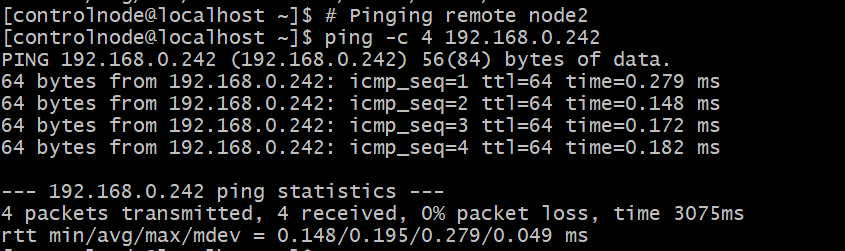 [controlnode@localhost ~]$ # Pinging remote node2
[controlnode@localhost ~]$ ping -c 4 192.168.0.242
PING 192.168.0.242 (192.168.0.242) 56(84) bytes of data.
64 bytes from 192.168.0.242: icmp_seq=1 ttl=64 time=0.279 ms
64 bytes from 192.168.0.242: icmp_seq=2 ttl=64 time=0.148 ms
64 bytes from 192.168.0.242: icmp_seq=3 ttl=64 time=0.172 ms
64 bytes from 192.168.0.242: icmp_seq=4 ttl=64 time=0.182 ms
--- 192.168.0.242 ping statistics ---
4 packets transmitted, 4 received, 0% packet loss, time 3075ms
rtt min/avg/max/mdev = 0.148/0.195/0.279/0.049 ms